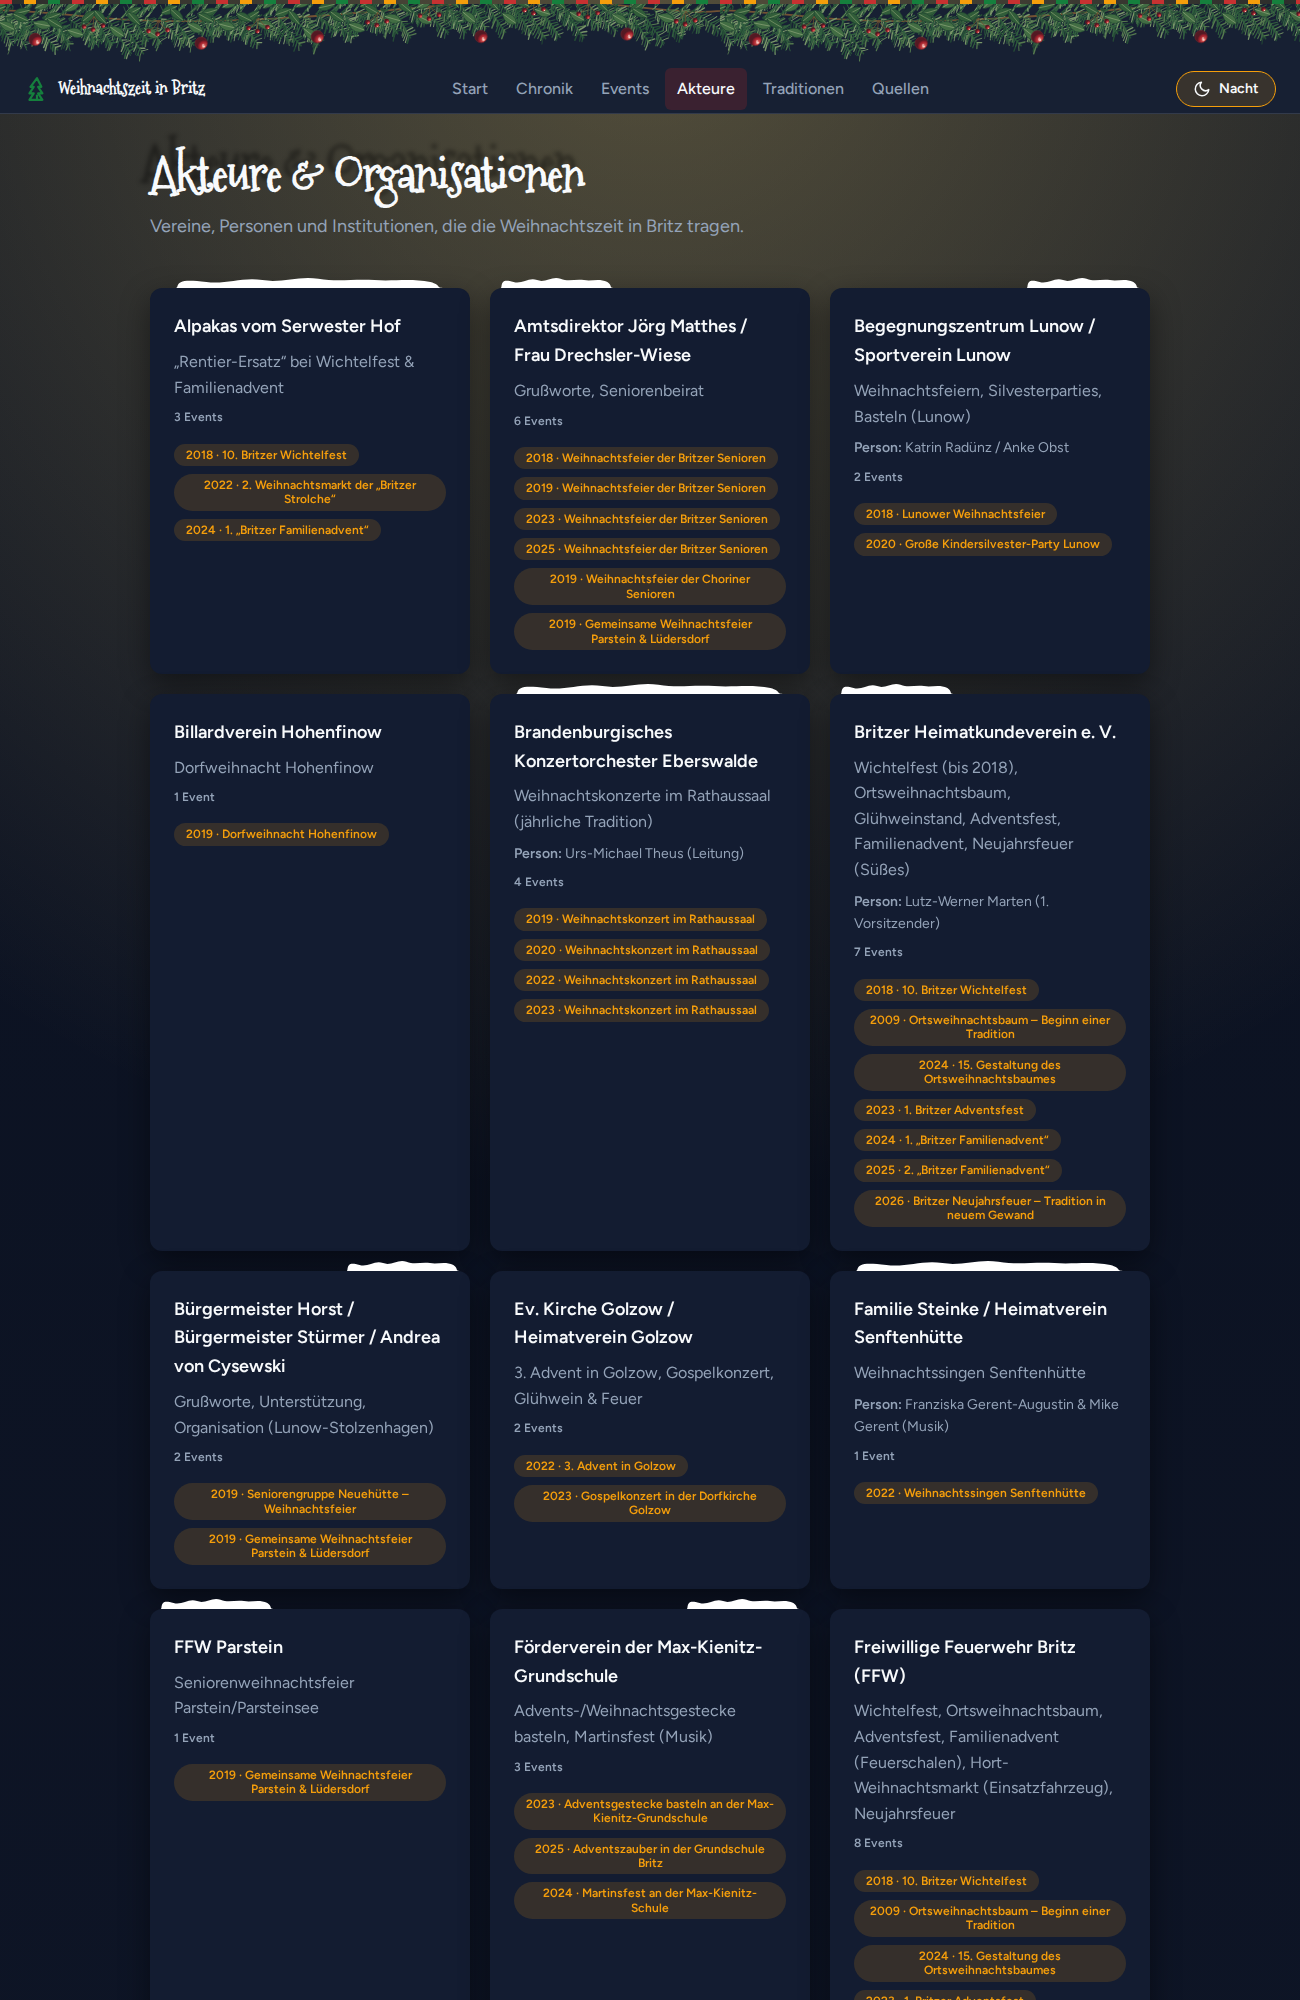 Weihnachtszeit in Britz
Start
Chronik
Events
Akteure
Traditionen
Quellen
Nacht
Akteure & Organisationen
Vereine, Personen und Institutionen, die die Weihnachtszeit in Britz tragen.
Alpakas vom Serwester Hof
„Rentier-Ersatz“ bei Wichtelfest &
Familienadvent
3 Events
2018 · 10. Britzer Wichtelfest
2022 · 2. Weihnachtsmarkt der „Britzer
Strolche“
2024 · 1. „Britzer Familienadvent“
Amtsdirektor Jörg Matthes /
Frau Drechsler-Wiese
Grußworte, Seniorenbeirat
6 Events
2018 · Weihnachtsfeier der Britzer Senioren
2019 · Weihnachtsfeier der Britzer Senioren
2023 · Weihnachtsfeier der Britzer Senioren
2025 · Weihnachtsfeier der Britzer Senioren
2019 · Weihnachtsfeier der Choriner
Senioren
2019 · Gemeinsame Weihnachtsfeier
Parstein & Lüdersdorf
Begegnungszentrum Lunow /
Sportverein Lunow
Weihnachtsfeiern, Silvesterparties,
Basteln (Lunow)
Person: Katrin Radünz / Anke Obst
2 Events
2018 · Lunower Weihnachtsfeier
2020 · Große Kindersilvester-Party Lunow
Billardverein Hohenfinow
Dorfweihnacht Hohenfinow
1 Event
2019 · Dorfweihnacht Hohenfinow
Brandenburgisches
Konzertorchester Eberswalde
Weihnachtskonzerte im Rathaussaal
(jährliche Tradition)
Person: Urs-Michael Theus (Leitung)
4 Events
2019 · Weihnachtskonzert im Rathaussaal
2020 · Weihnachtskonzert im Rathaussaal
2022 · Weihnachtskonzert im Rathaussaal
2023 · Weihnachtskonzert im Rathaussaal
Britzer Heimatkundeverein e. V.
Wichtelfest (bis 2018),
Ortsweihnachtsbaum,
Glühweinstand, Adventsfest,
Familienadvent, Neujahrsfeuer
(Süßes)
Person: Lutz-Werner Marten (1.
Vorsitzender)
7 Events
2018 · 10. Britzer Wichtelfest
2009 · Ortsweihnachtsbaum – Beginn einer
Tradition
2024 · 15. Gestaltung des
Ortsweihnachtsbaumes
2023 · 1. Britzer Adventsfest
2024 · 1. „Britzer Familienadvent“
2025 · 2. „Britzer Familienadvent“
2026 · Britzer Neujahrsfeuer – Tradition in
neuem Gewand
Bürgermeister Horst /
Bürgermeister Stürmer / Andrea
von Cysewski
Grußworte, Unterstützung,
Organisation (Lunow-Stolzenhagen)
2 Events
2019 · Seniorengruppe Neuehütte –
Weihnachtsfeier
2019 · Gemeinsame Weihnachtsfeier
Parstein & Lüdersdorf
Ev. Kirche Golzow /
Heimatverein Golzow
3. Advent in Golzow, Gospelkonzert,
Glühwein & Feuer
2 Events
2022 · 3. Advent in Golzow
2023 · Gospelkonzert in der Dorfkirche
Golzow
Familie Steinke / Heimatverein
Senftenhütte
Weihnachtssingen Senftenhütte
Person: Franziska Gerent-Augustin & Mike
Gerent (Musik)
1 Event
2022 · Weihnachtssingen Senftenhütte
FFW Parstein
Seniorenweihnachtsfeier
Parstein/Parsteinsee
1 Event
2019 · Gemeinsame Weihnachtsfeier
Parstein & Lüdersdorf
Förderverein der Max-Kienitz-
Grundschule
Advents-/Weihnachtsgestecke
basteln, Martinsfest (Musik)
3 Events
2023 · Adventsgestecke basteln an der Max-
Kienitz-Grundschule
2025 · Adventszauber in der Grundschule
Britz
2024 · Martinsfest an der Max-Kienitz-
Schule
Freiwillige Feuerwehr Britz
(FFW)
Wichtelfest, Ortsweihnachtsbaum,
Adventsfest, Familienadvent
(Feuerschalen), Hort-
Weihnachtsmarkt (Einsatzfahrzeug),
Neujahrsfeuer
8 Events
2018 · 10. Britzer Wichtelfest
2009 · Ortsweihnachtsbaum – Beginn einer
Tradition
2024 · 15. Gestaltung des
Ortsweihnachtsbaumes
2023 · 1. Britzer Adventsfest